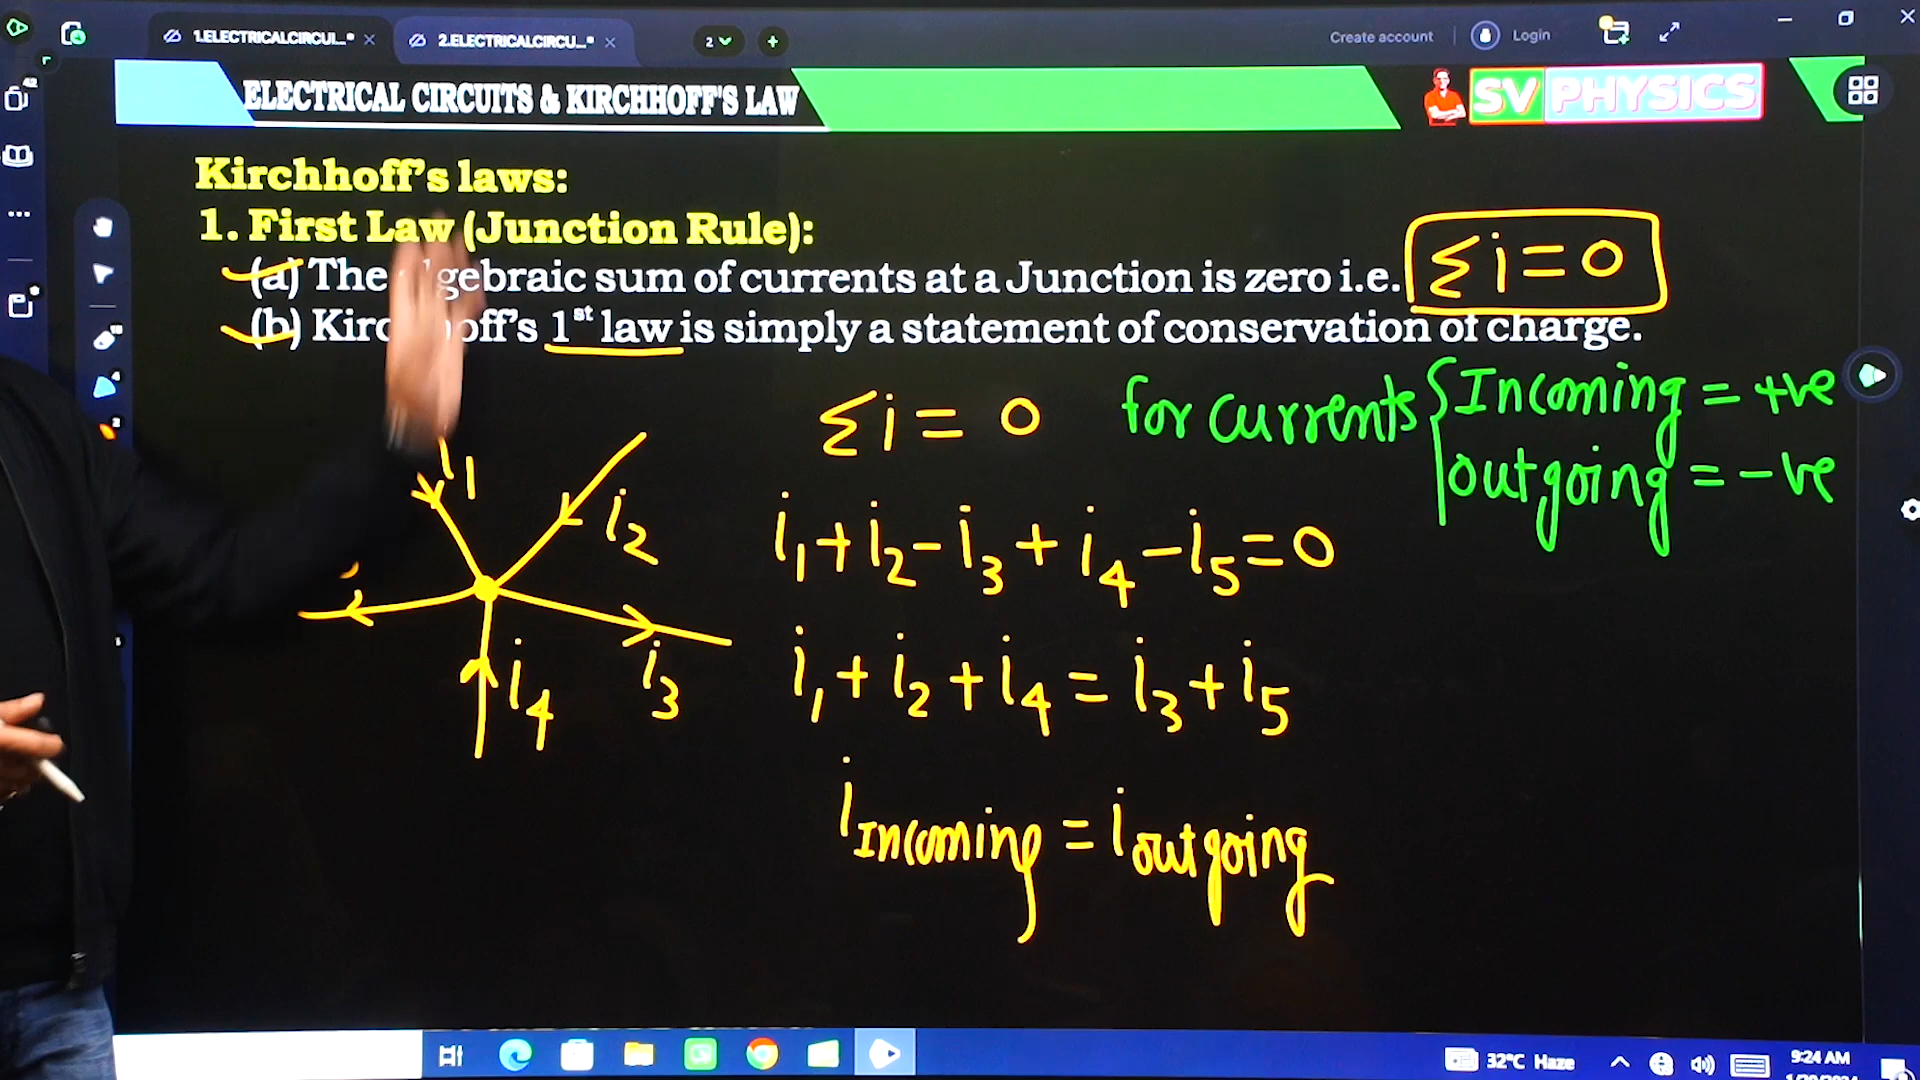 1.ELECTRICALCIRCUI...*
2.ELECTRICALCIRCU...*
2
Create account
Login
ELECTRICAL CIRCUITS & KIRCHHOFF'S LAW
SV PHYSICS
Kirchhoff's laws:
1. First Law (Junction Rule):
(a) The gebraic sum of currents at a Junction is zero i.e. Σi=0
(b) Kirc off's 1st law is simply a statement of conservation of charge.
Σi = 0
for currents { Incoming = +ve
outgoing = -ve
i1
i2
i3
i4
i1+i2-i3+i4-i5=0
i1+i2+i4=i3+i5
i Incoming = i outgoing
32°C Haze
9:24 AM